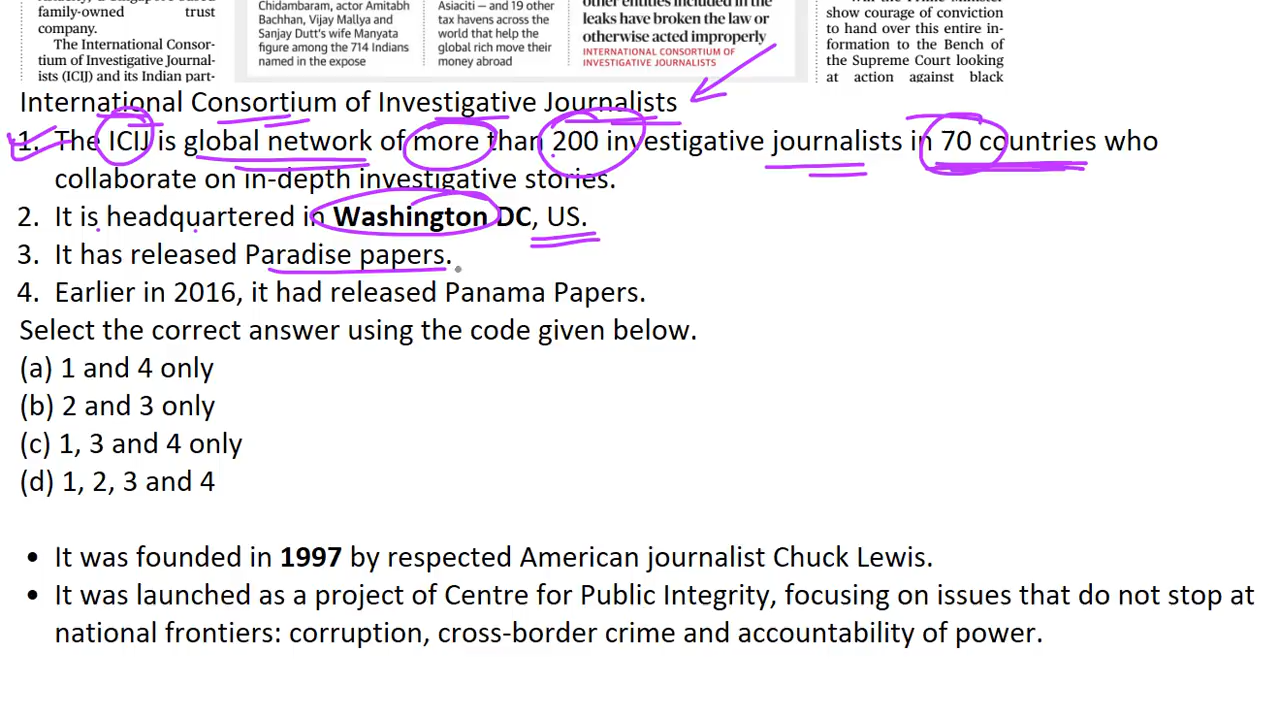 family-owned trust
company.
The International Consor-
tium of Investigative Journal-
ists (ICIJ) and its Indian part-
Chidambaram, actor Amitabh
Bachhan, Vijay Mallya and
Sanjay Dutt's wife Manyata
figure among the 714 Indians
named in the expose
Asiaciti — and 19 other
tax havens across the
world that help the
global rich move their
money abroad
other entities included in the
leaks have broken the law or
otherwise acted improperly
INTERNATIONAL CONSORTIUM OF
INVESTIGATIVE JOURNALISTS
show courage of conviction
to hand over this entire in-
formation to the Bench of
the Supreme Court looking
at action against black
International Consortium of Investigative Journalists
1. The ICIJ is global network of more than 200 investigative journalists in 70 countries who
collaborate on in-depth investigative stories.
2. It is headquartered in Washington DC, US.
3. It has released Paradise papers.
4. Earlier in 2016, it had released Panama Papers.
Select the correct answer using the code given below.
(a) 1 and 4 only
(b) 2 and 3 only
(c) 1, 3 and 4 only
(d) 1, 2, 3 and 4
• It was founded in 1997 by respected American journalist Chuck Lewis.
• It was launched as a project of Centre for Public Integrity, focusing on issues that do not stop at
national frontiers: corruption, cross-border crime and accountability of power.